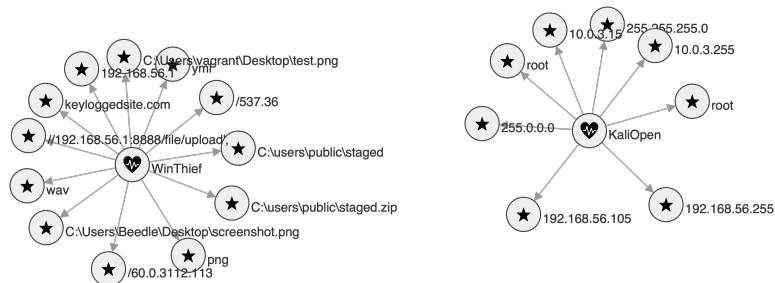 C:\Users\vagrant\Desktop\test.png
192.168.56.1
yml
keyloggedsite.com
/537.36
//192.168.56.1:8888/file/upload',
C:\users\public\staged
WinThief
wav
C:\users\public\staged.zip
C:\Users\Beedle\Desktop\screenshot.png
png
/60.0.3112.113
255.255.255.0
10.0.3.15
10.0.3.255
root
root
255.0.0.0
KaliOpen
192.168.56.105
192.168.56.255